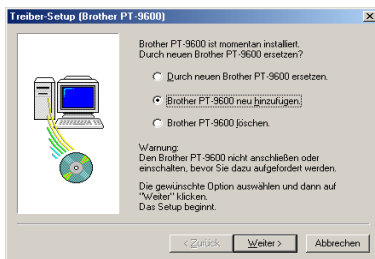 Treiber-Setup (Brother PT-9600)
Brother PT-9600 ist momentan installiert.
Durch neuen Brother PT-9600 ersetzen?
Durch neuen Brother PT-9600 ersetzen.
Brother PT-9600 neu hinzufügen.
Brother PT-9600 löschen.
Warnung:
Den Brother PT-9600 nicht anschließen oder
einschalten, bevor Sie dazu aufgefordert werden.
Die gewünschte Option auswählen und dann auf
"Weiter" klicken.
Das Setup beginnt.
< Zurück
Weiter >
Abbrechen